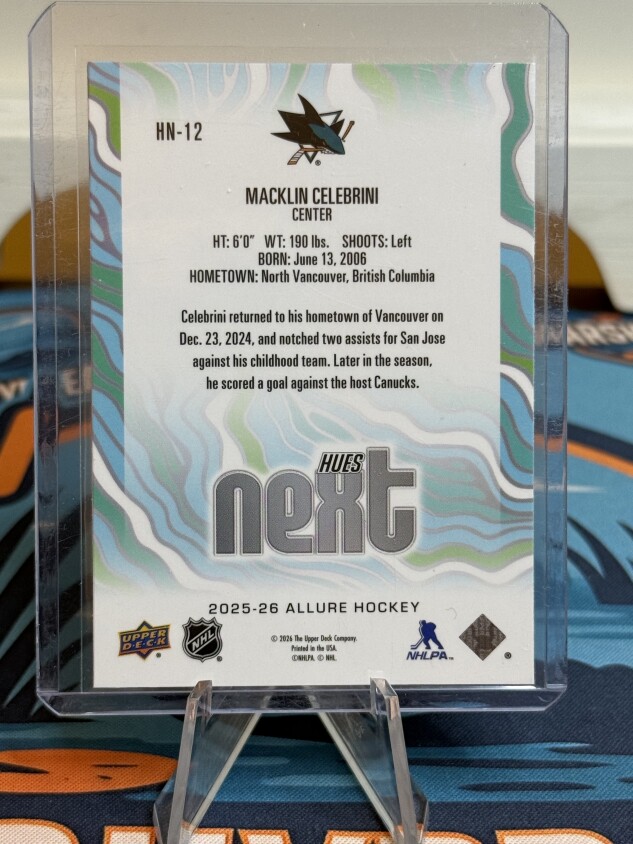 HN-12
MACKLIN CELEBRINI
CENTER
HT: 6'0" WT: 190 lbs. SHOOTS: Left
BORN: June 13, 2006
HOMETOWN: North Vancouver, British Columbia
Celebrini returned to his hometown of Vancouver on
Dec. 23, 2024, and notched two assists for San Jose
against his childhood team. Later in the season,
he scored a goal against the host Canucks.
HUES
next
2025-26 ALLURE HOCKEY
UPPER DECK
NHL
© 2026 The Upper Deck Company.
Printed in the USA.
©NHLPA. © NHL.
NHLPA